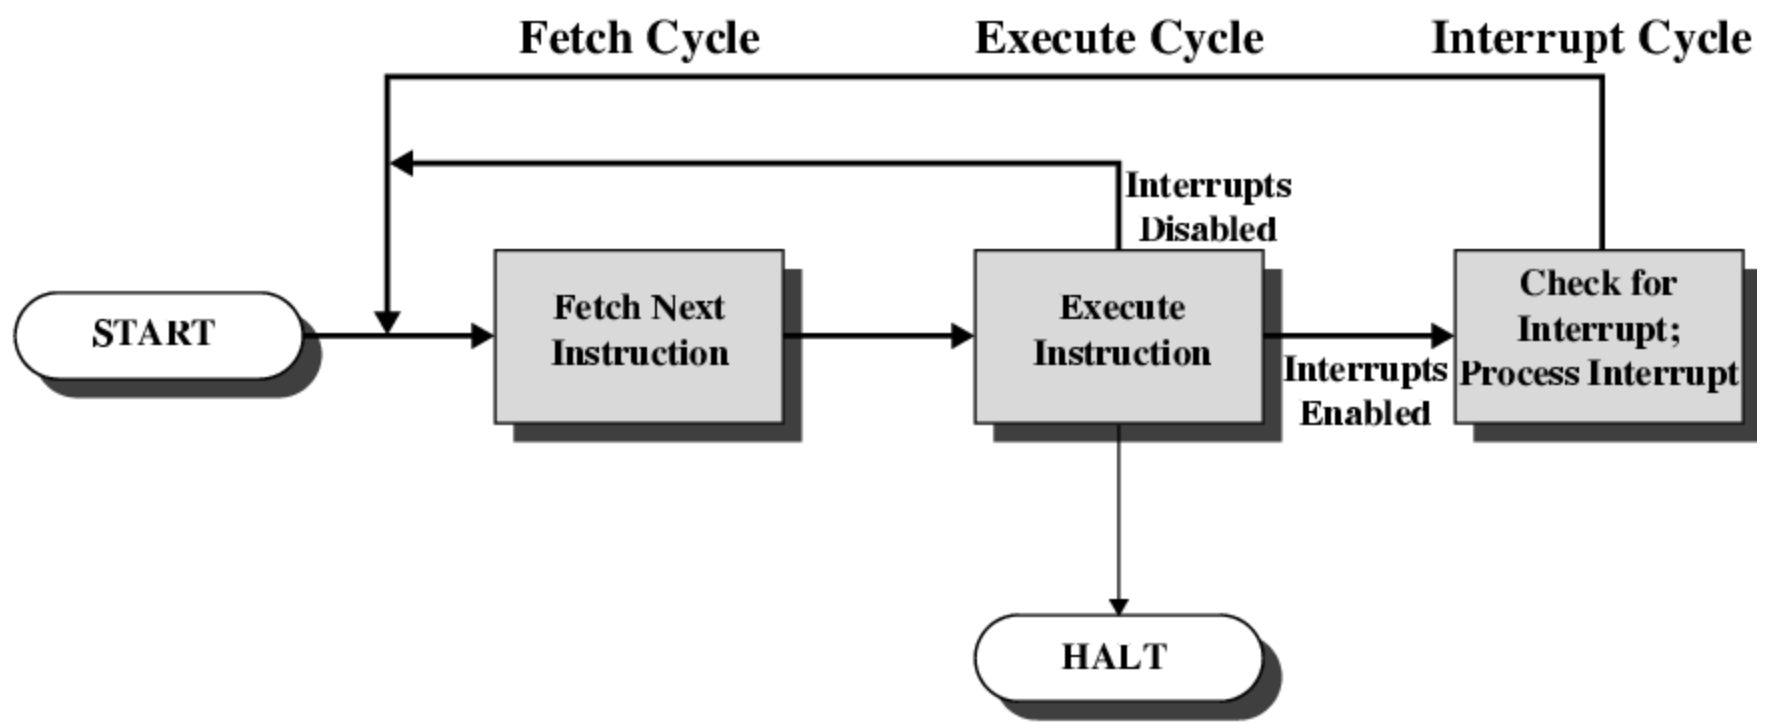 Fetch Cycle
Execute Cycle
Interrupt Cycle
Interrupts
Disabled
START
Fetch Next
Instruction
Execute
Instruction
Interrupts
Enabled
Check for
Interrupt;
Process Interrupt
HALT